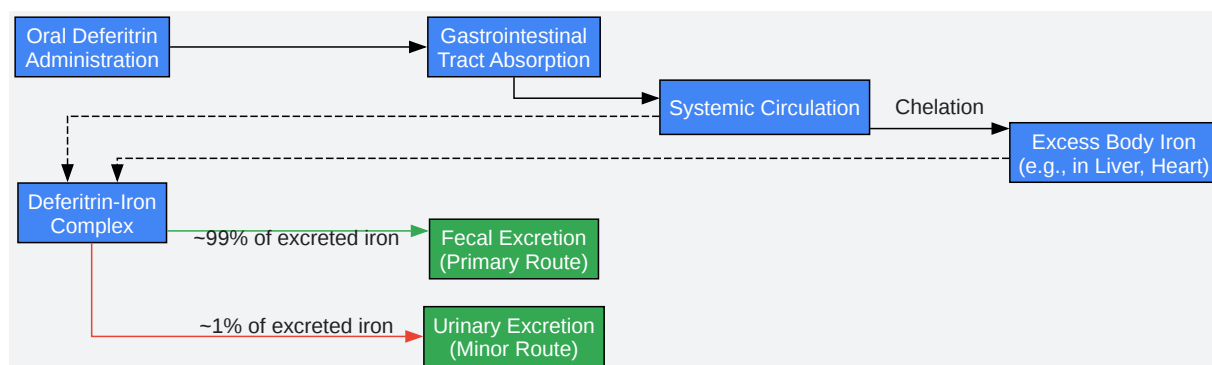 Oral Deferitrin
Administration
Gastrointestinal
Tract Absorption
Systemic Circulation
Chelation
Excess Body Iron
(e.g., in Liver, Heart)
Deferitrin-Iron
Complex
~99% of excreted iron
Fecal Excretion
(Primary Route)
~1% of excreted iron
Urinary Excretion
(Minor Route)